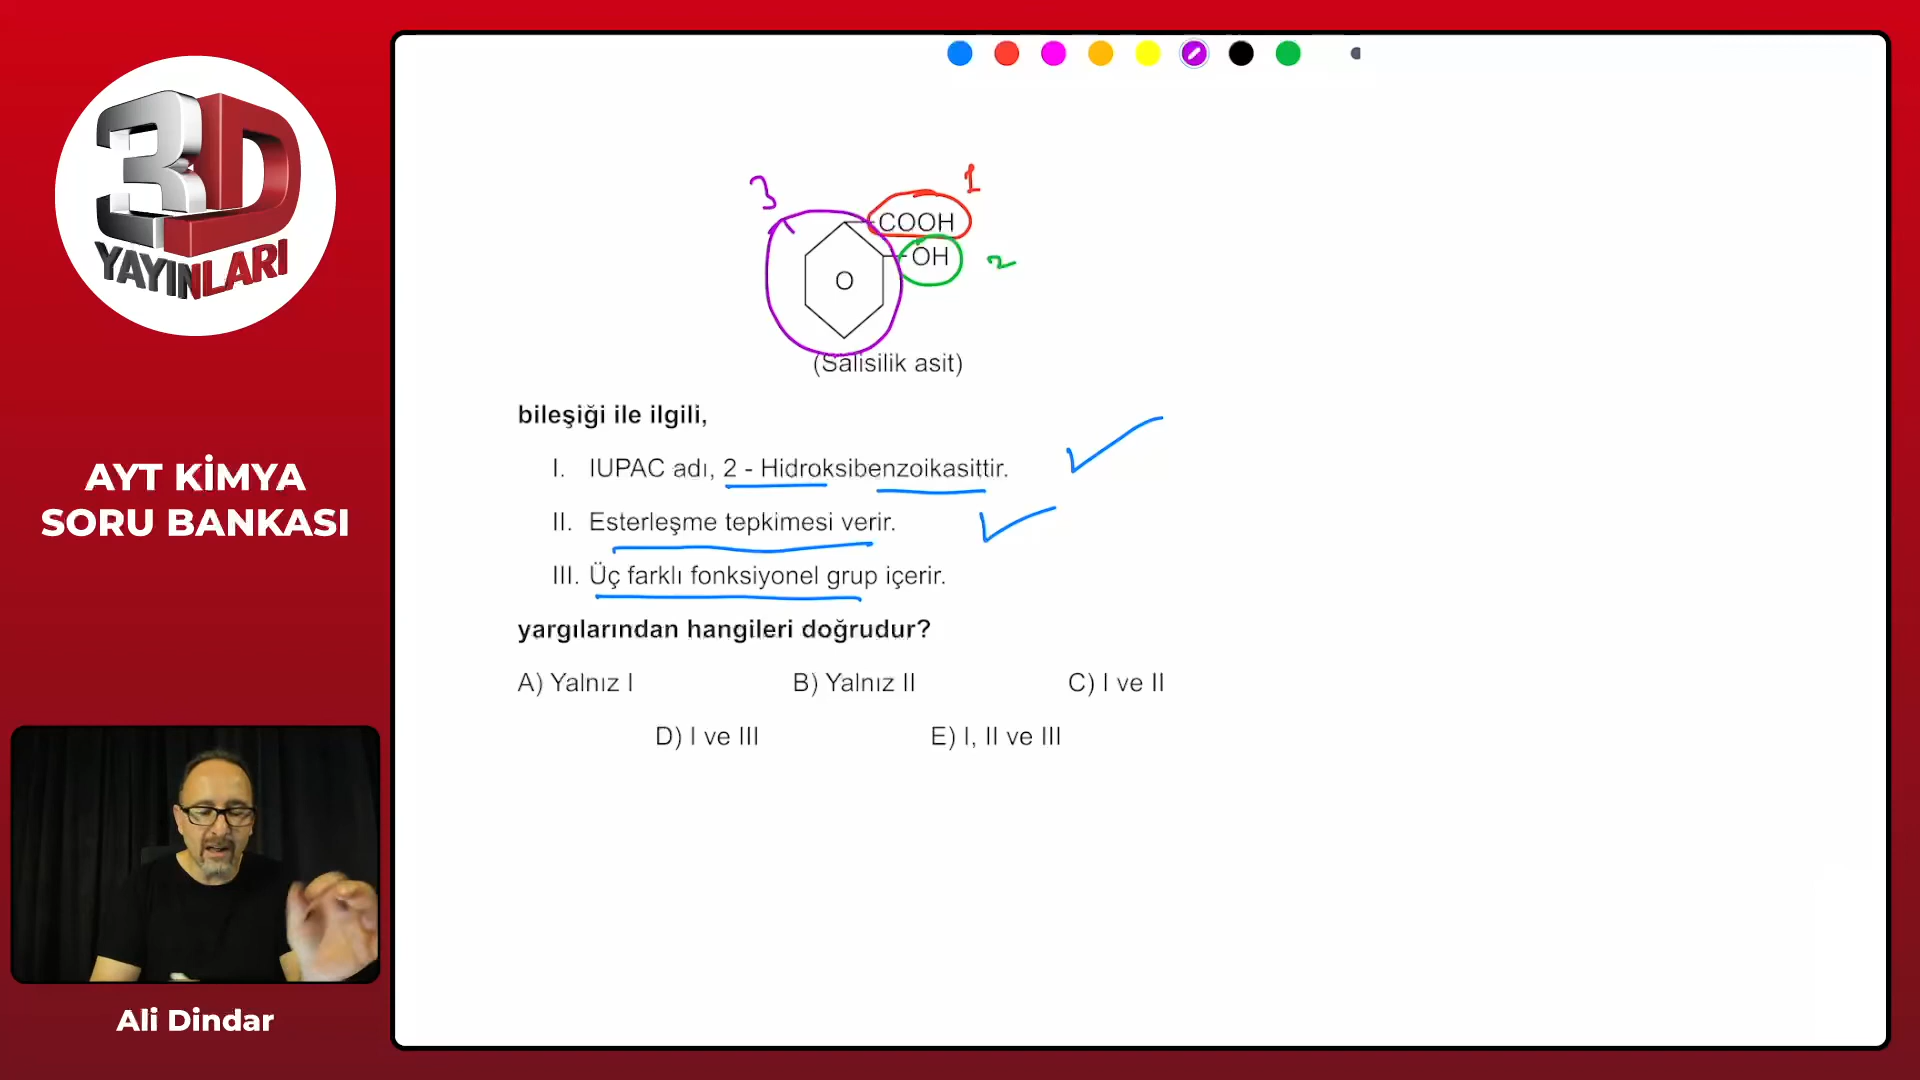 3D
YAYINLARI
AYT KİMYA
SORU BANKASI
Ali Dindar
3
1
COOH
OH
2
O
(Salisilik asit)
bileşiği ile ilgili,
I. IUPAC adı, 2 - Hidroksibenzoikasittir.
II. Esterleşme tepkimesi verir.
III. Üç farklı fonksiyonel grup içerir.
yargılarından hangileri doğrudur?
A) Yalnız I B) Yalnız II C) I ve II
D) I ve III E) I, II ve III